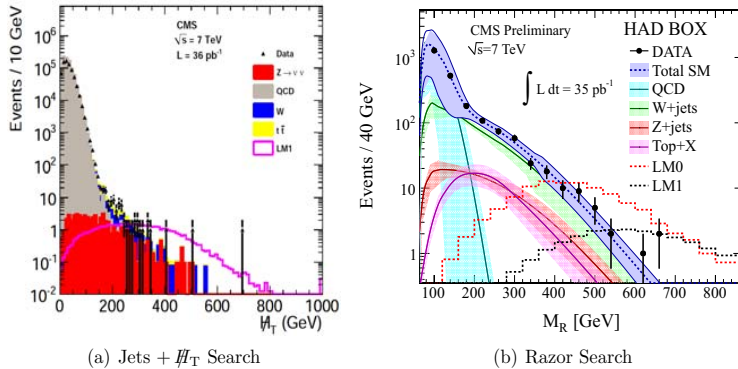 CMS
√s = 7 TeV
L = 36 pb⁻¹
Data
Z → ν ν
QCD
W
t t̄
LM1
Events / 10 GeV
10⁶
10⁵
10⁴
10³
10²
10
1
10⁻¹
10⁻²
0 200 400 600 800 1000
H̸_T (GeV)
(a) Jets + H̸_T Search
CMS Preliminary
√s=7 TeV
∫ L dt = 35 pb⁻¹
HAD BOX
DATA
Total SM
QCD
W+jets
Z+jets
Top+X
LM0
LM1
Events / 40 GeV
10³
10²
10
1
100 200 300 400 500 600 700 800
M_R [GeV]
(b) Razor Search